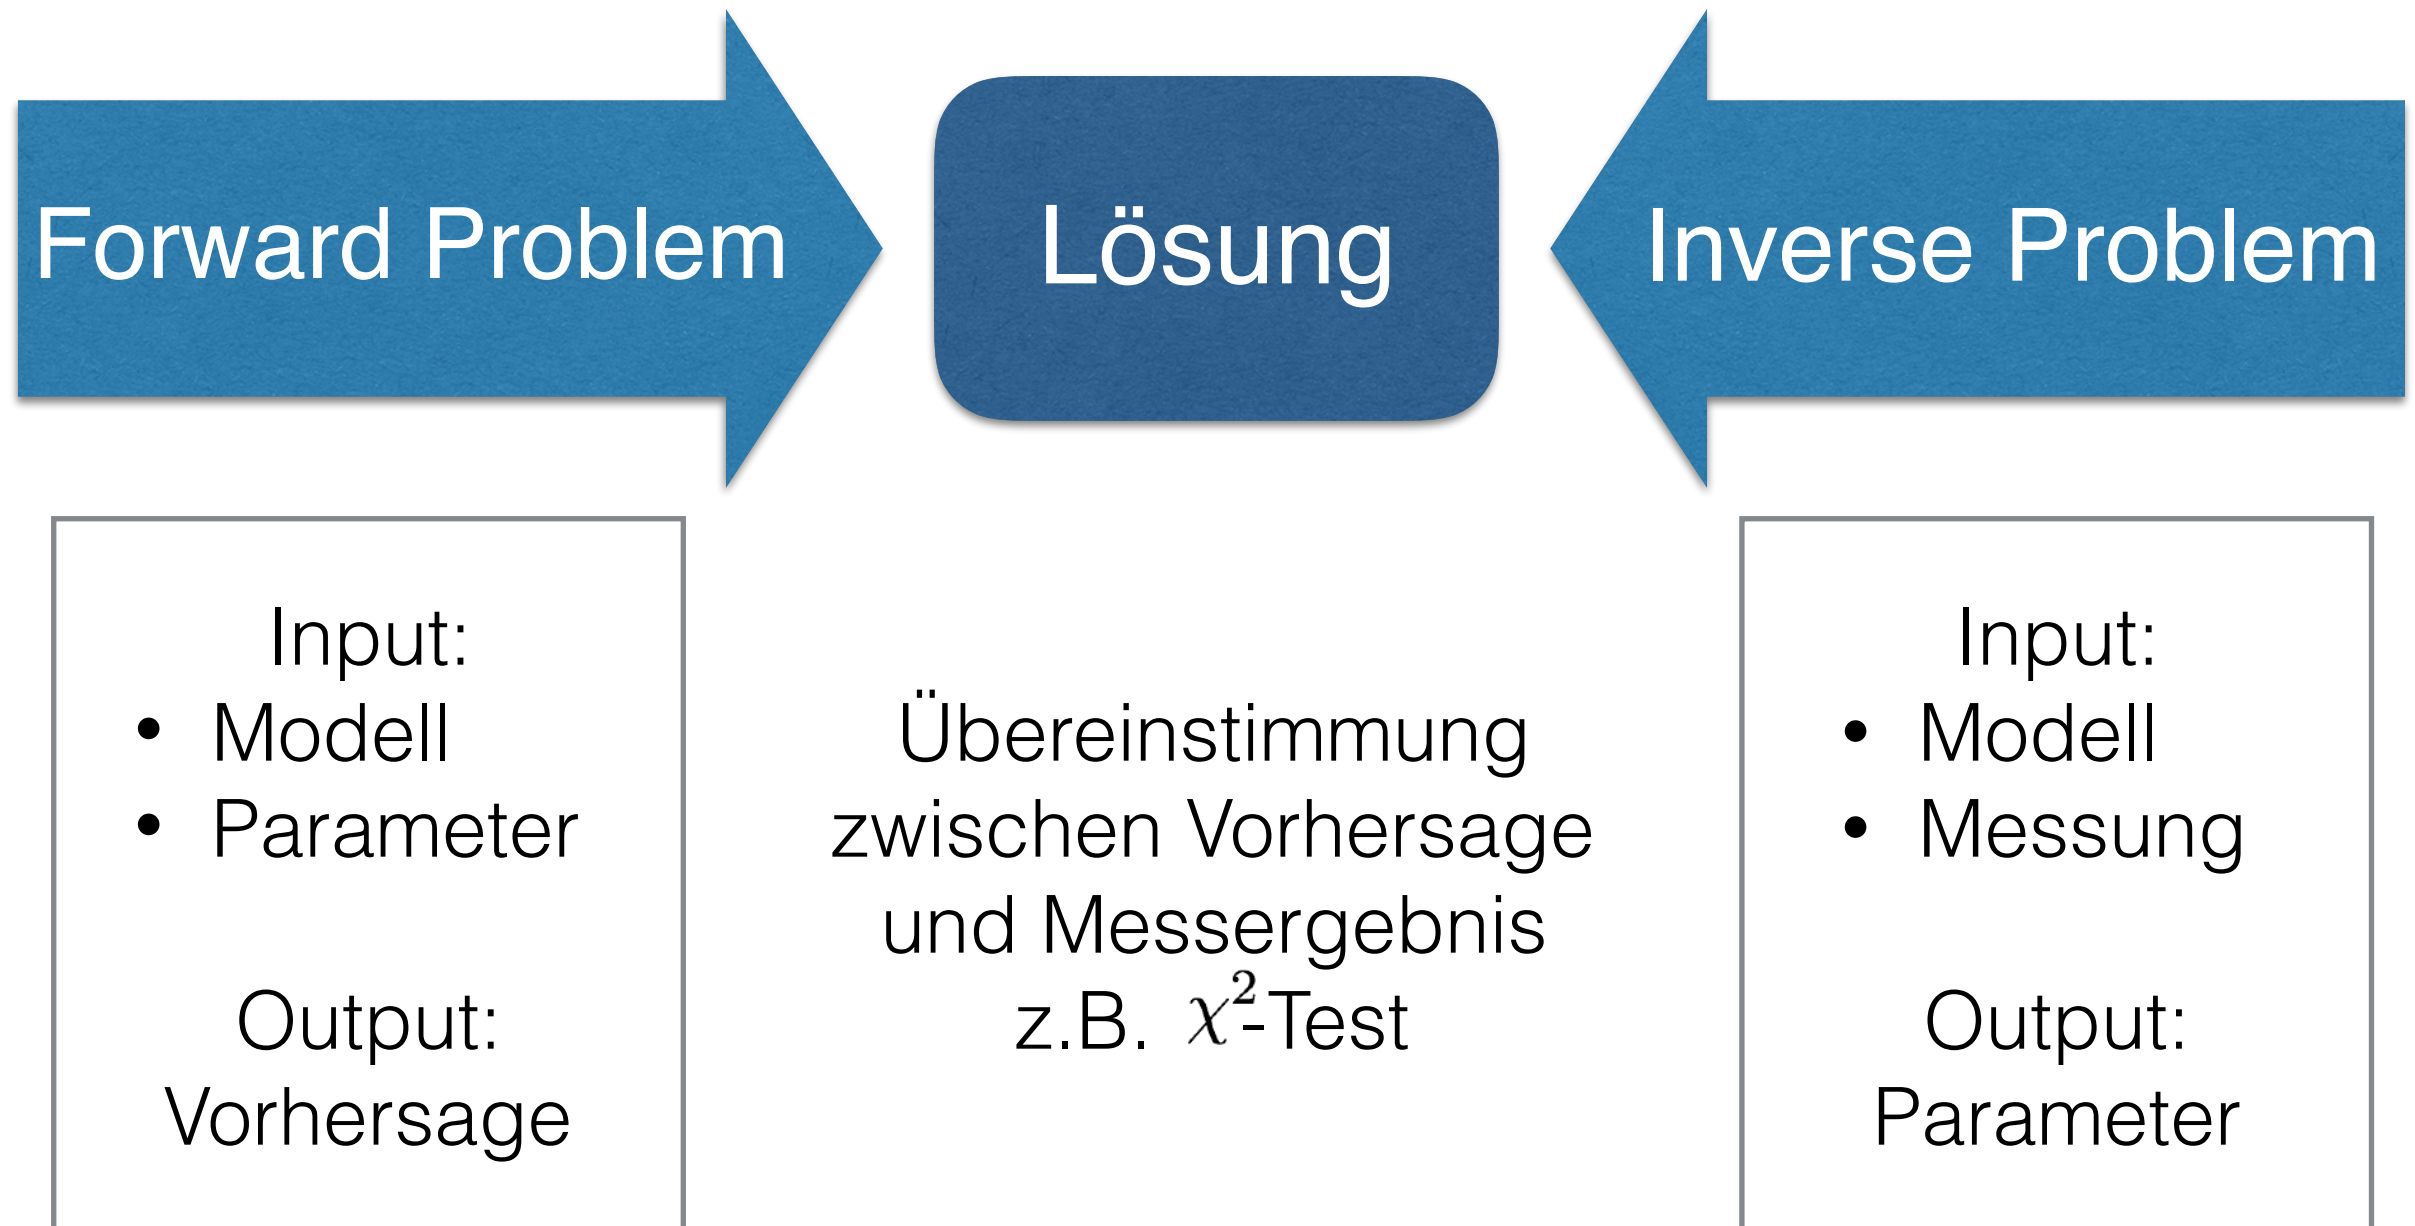 Forward Problem
Lösung
Inverse Problem
Input:
• Modell
• Parameter
Output:
Vorhersage
Übereinstimmung
zwischen Vorhersage
und Messergebnis
z.B. χ²-Test
Input:
• Modell
• Messung
Output:
Parameter